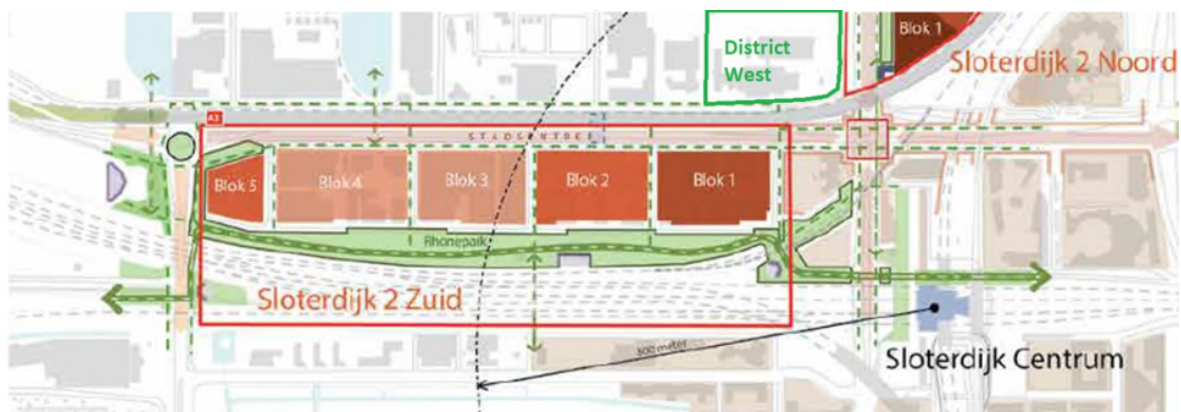 Blok 1
District
West
Sloterdijk 2 Noord
A3
STADSENTREE
Blok 5
Blok 4
Blok 3
Blok 2
Blok 1
Rhonepark
Sloterdijk 2 Zuid
800 meter
Sloterdijk Centrum